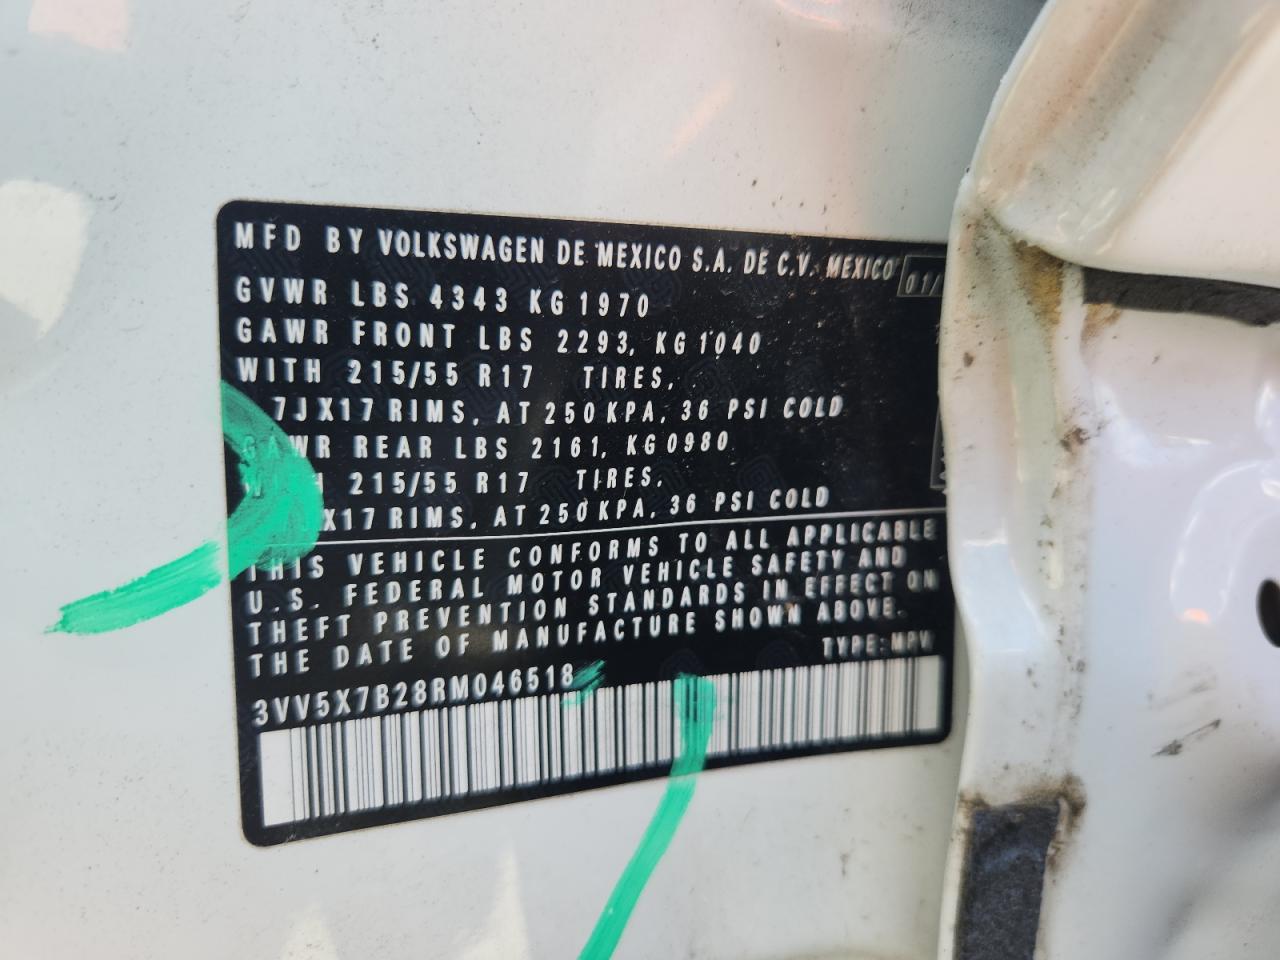 MFD BY VOLKSWAGEN DE MEXICO S.A. DE C.V. MEXICO 01/
GVWR LBS 4343 KG 1970
GAWR FRONT LBS 2293, KG 1040
WITH 215/55 R17 TIRES,
7JX17 RIMS, AT 250 KPA, 36 PSI COLD
GAWR REAR LBS 2161, KG 0980
215/55 R17 TIRES,
X17 RIMS, AT 250 KPA, 36 PSI COLD
THIS VEHICLE CONFORMS TO ALL APPLICABLE
U.S. FEDERAL MOTOR VEHICLE SAFETY AND
THEFT PREVENTION STANDARDS IN EFFECT ON
THE DATE OF MANUFACTURE SHOWN ABOVE.
TYPE: MPV
3VV5X7B28RM046518